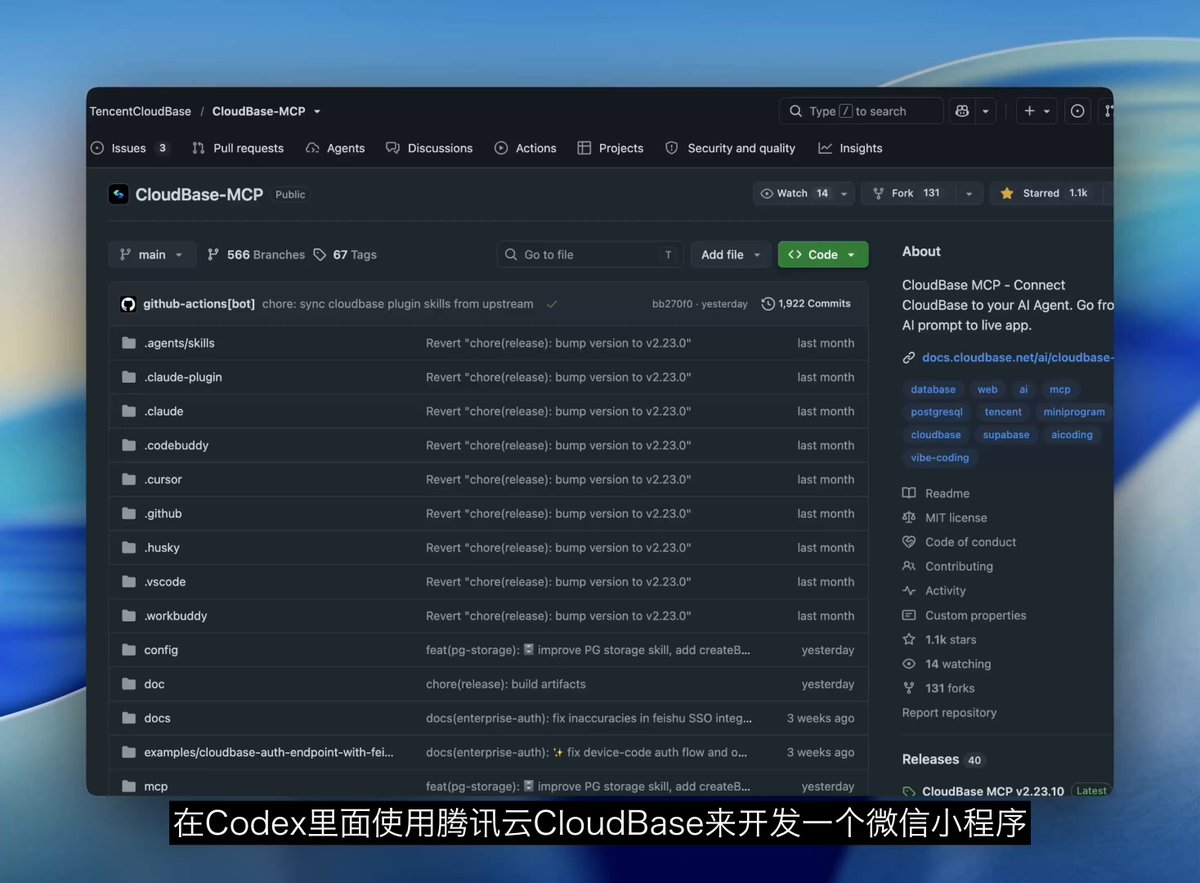 TencentCloudBase / CloudBase-MCP
Type / to search
Issues 3 Pull requests Agents Discussions Actions Projects Security and quality Insights
CloudBase-MCP Public
Watch 14 Fork 131 Starred 1.1k
main 566 Branches 67 Tags
Go to file T
Add file
Code
github-actions[bot] chore: sync cloudbase plugin skills from upstream bb270f0 · yesterday 1,922 Commits
.agents/skills Revert "chore(release): bump version to v2.23.0" last month
.claude-plugin Revert "chore(release): bump version to v2.23.0" last month
.claude Revert "chore(release): bump version to v2.23.0" last month
.codebuddy Revert "chore(release): bump version to v2.23.0" last month
.cursor Revert "chore(release): bump version to v2.23.0" last month
.github Revert "chore(release): bump version to v2.23.0" last month
.husky Revert "chore(release): bump version to v2.23.0" last month
.vscode Revert "chore(release): bump version to v2.23.0" last month
.workbuddy Revert "chore(release): bump version to v2.23.0" last month
config feat(pg-storage): improve PG storage skill, add createB... yesterday
doc chore(release): build artifacts yesterday
docs docs(enterprise-auth): fix inaccuracies in feishu SSO integ... 3 weeks ago
examples/cloudbase-auth-endpoint-with-fei... docs(enterprise-auth): ✨ fix device-code auth flow and o... 3 weeks ago
mcp feat(pg-storage): improve PG storage skill, add createB... yesterday
About
CloudBase MCP - Connect
CloudBase to your AI Agent. Go fro
AI prompt to live app.
docs.cloudbase.net/ai/cloudbase-
database web ai mcp
postgresql tencent miniprogram
cloudbase supabase aicoding
vibe-coding
Readme
MIT license
Code of conduct
Contributing
Activity
Custom properties
1.1k stars
14 watching
131 forks
Report repository
Releases 40
CloudBase MCP v2.23.10 Latest
在Codex里面使用腾讯云CloudBase来开发一个微信小程序